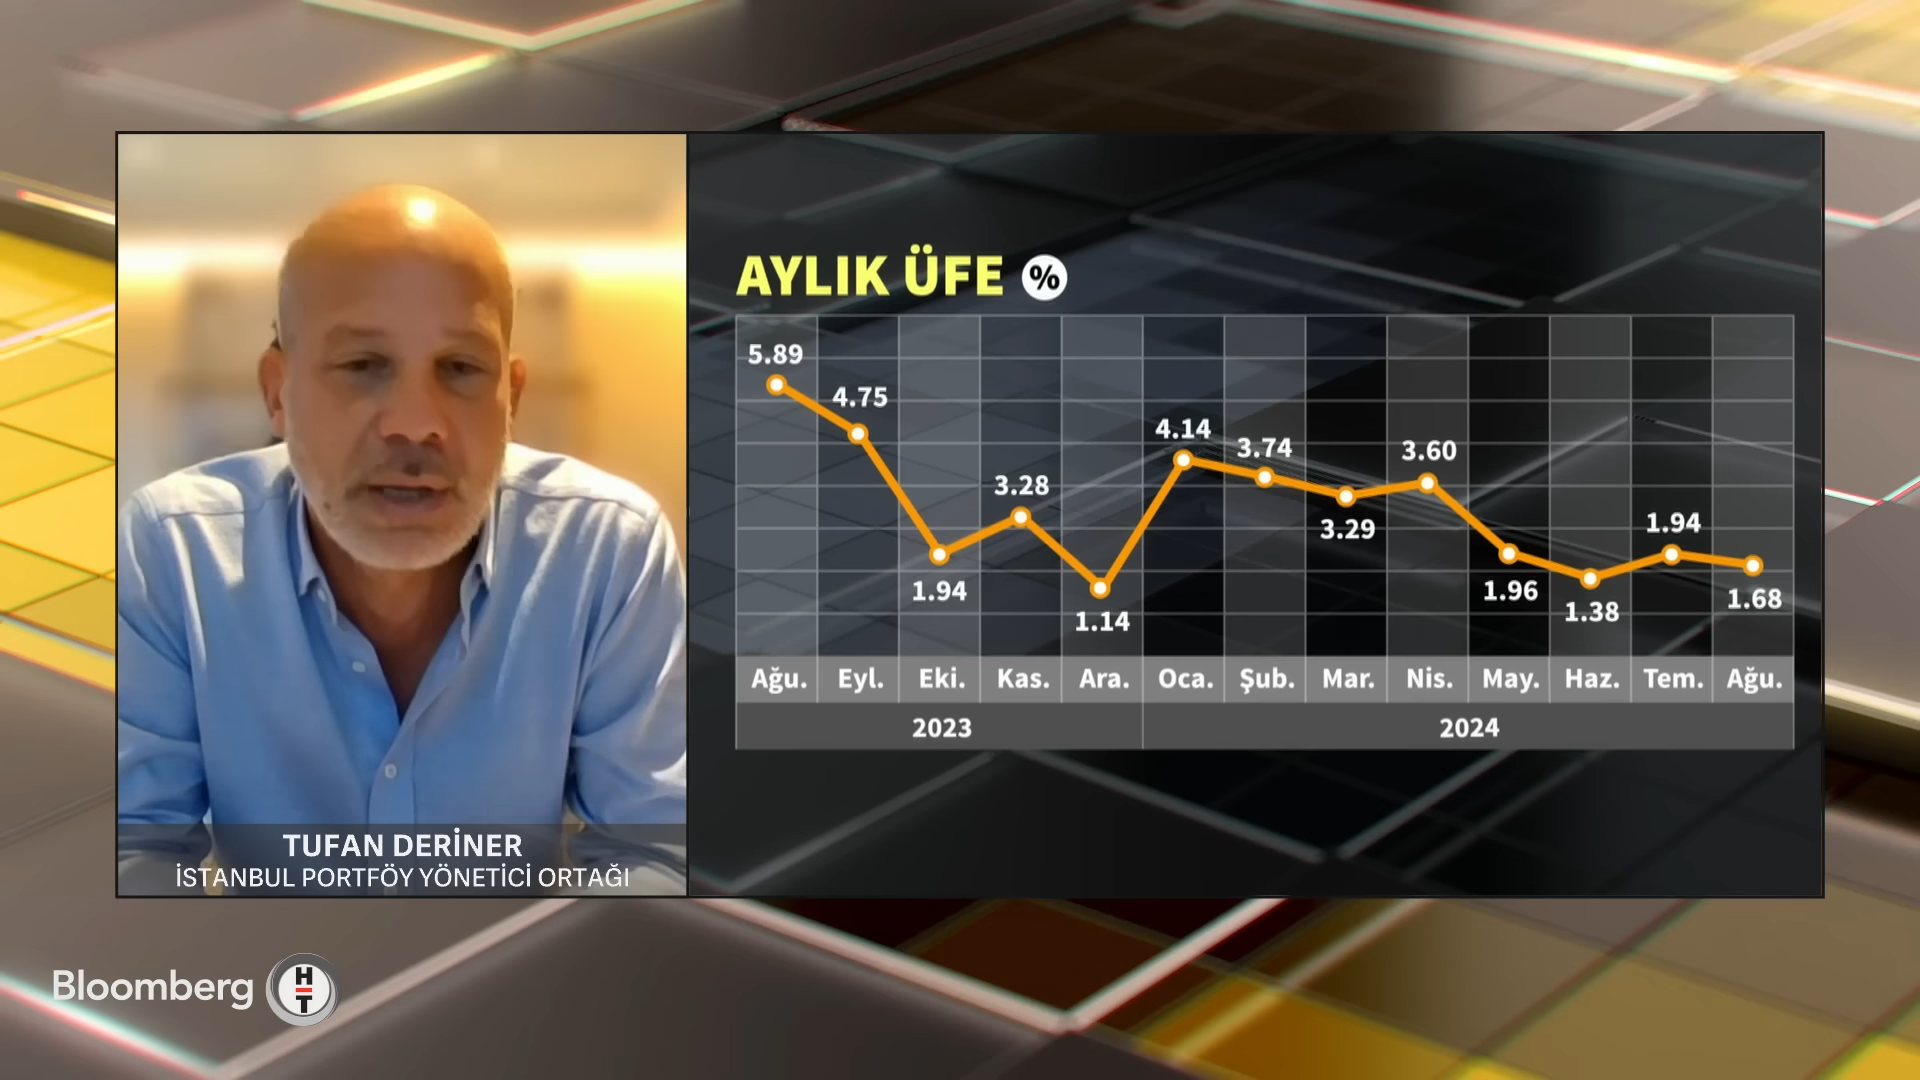 AYLIK ÜFE %
5.89
4.75
1.94
3.28
1.14
4.14
3.74
3.29
3.60
1.96
1.38
1.94
1.68
Ağu. Eyl. Eki. Kas. Ara. Oca. Şub. Mar. Nis. May. Haz. Tem. Ağu.
2023 2024
TUFAN DERİNER
İSTANBUL PORTFÖY YÖNETİCİ ORTAĞI
Bloomberg HT